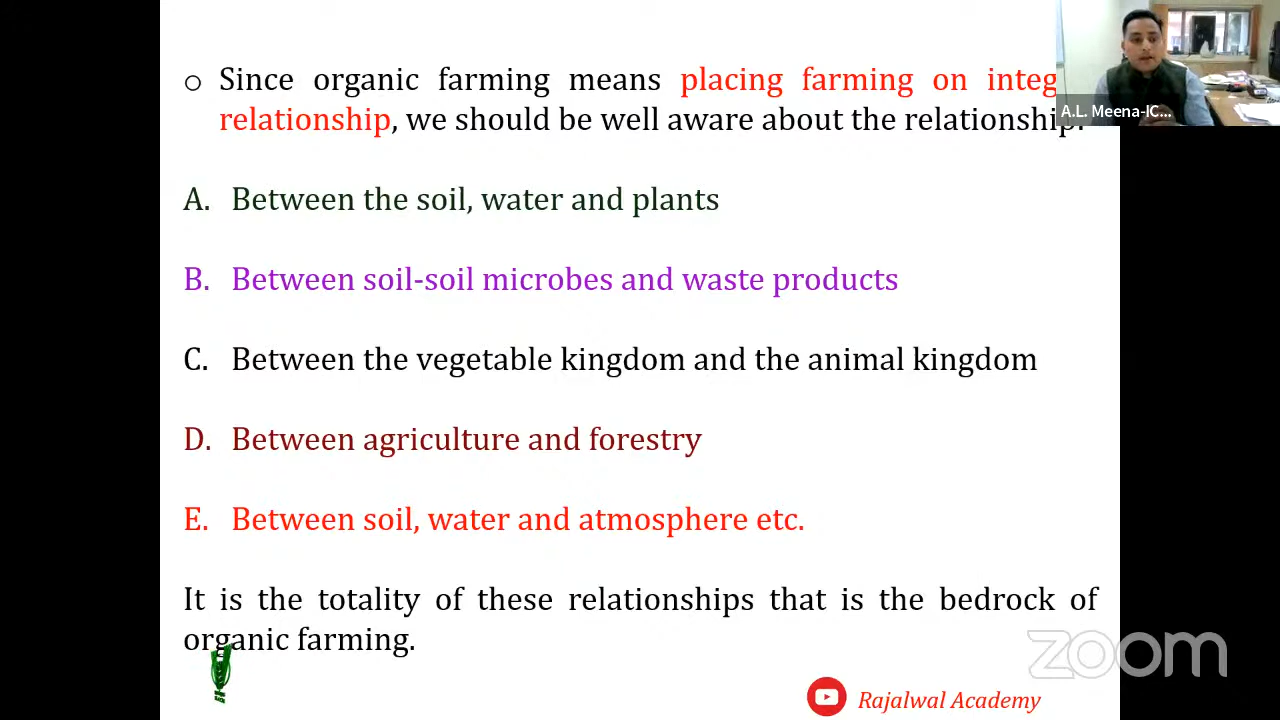 Since organic farming means placing farming on integ
relationship, we should be well aware about the relationship.
A. Between the soil, water and plants
B. Between soil-soil microbes and waste products
C. Between the vegetable kingdom and the animal kingdom
D. Between agriculture and forestry
E. Between soil, water and atmosphere etc.
It is the totality of these relationships that is the bedrock of
organic farming.
A.L. Meena-IC...
zoom
Rajalwal Academy